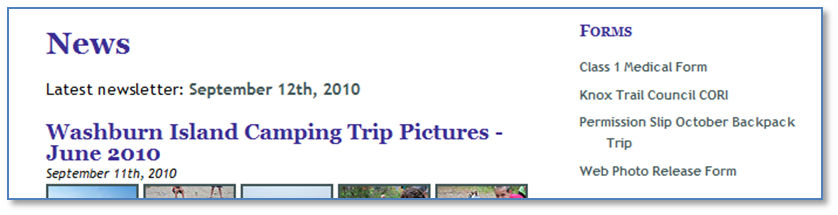 News
Latest newsletter: September 12th, 2010
Washburn Island Camping Trip Pictures -
June 2010
September 11th, 2010
Forms
Class 1 Medical Form
Knox Trail Council CORI
Permission Slip October Backpack
Trip
Web Photo Release Form